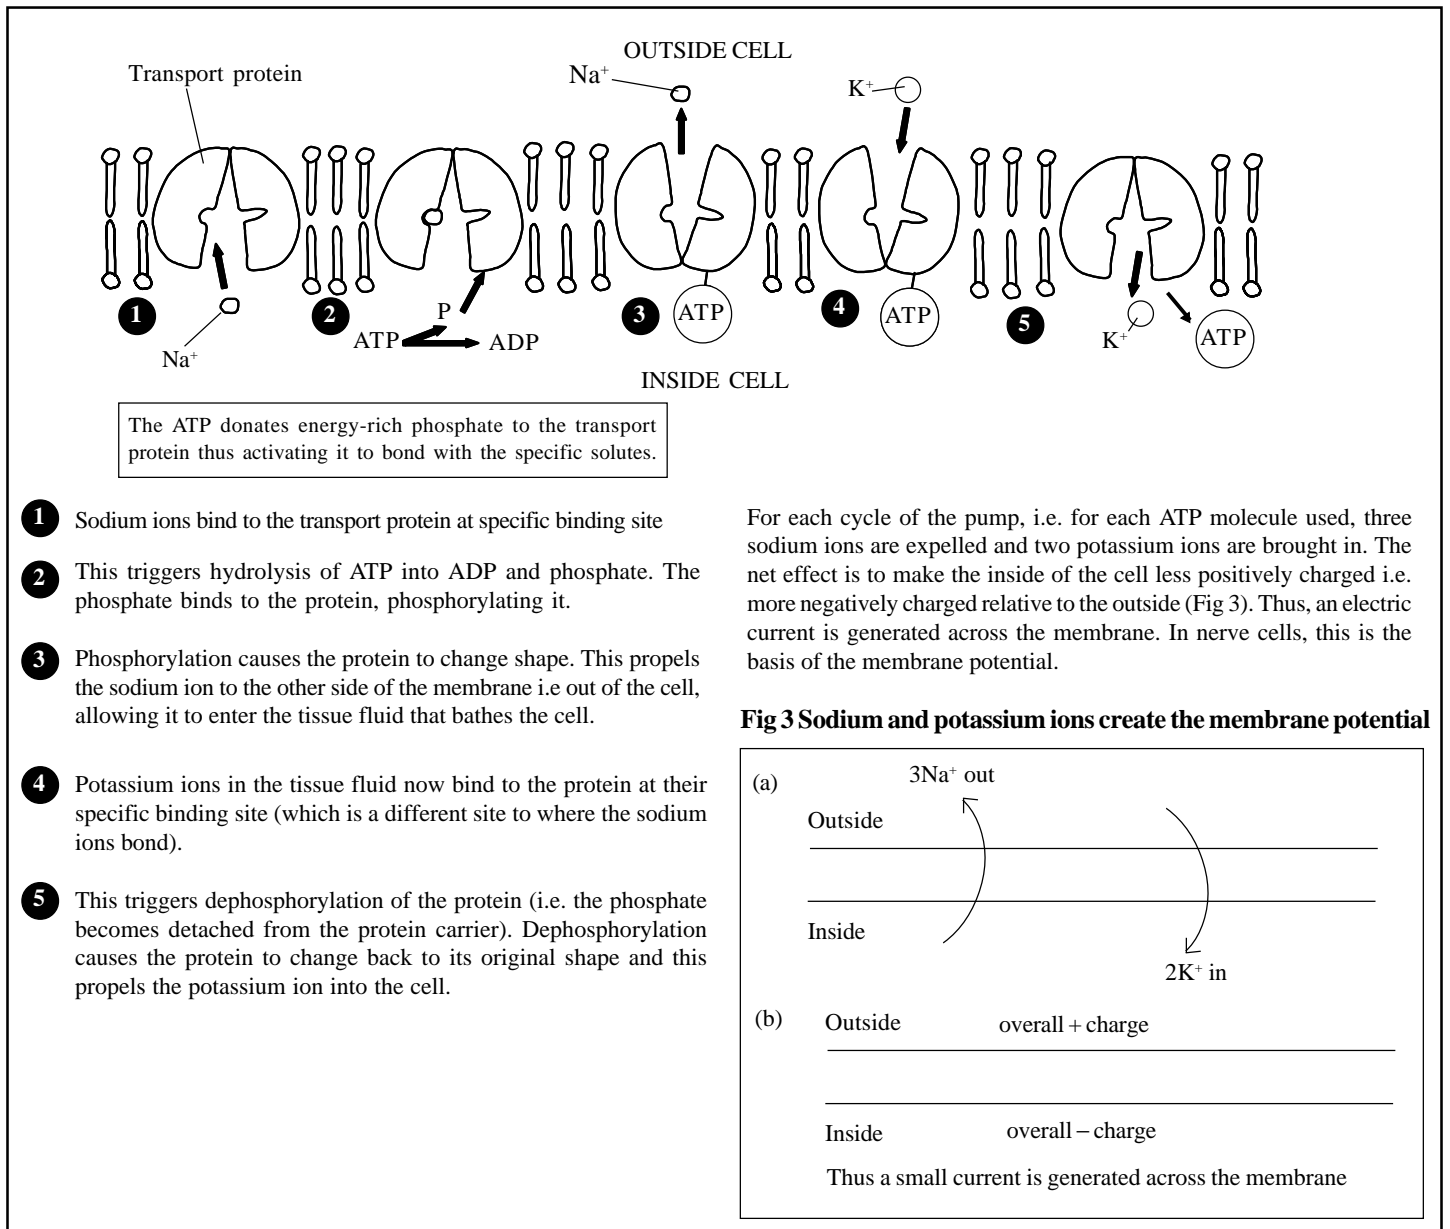 OUTSIDE CELL
Transport protein
Na⁺
K⁺
1
Na⁺
2
ATP
P
ADP
3
ATP
4
ATP
5
K⁺
ATP
INSIDE CELL
The ATP donates energy-rich phosphate to the transport
protein thus activating it to bond with the specific solutes.
1 Sodium ions bind to the transport protein at specific binding site
2 This triggers hydrolysis of ATP into ADP and phosphate. The
phosphate binds to the protein, phosphorylating it.
3 Phosphorylation causes the protein to change shape. This propels
the sodium ion to the other side of the membrane i.e out of the cell,
allowing it to enter the tissue fluid that bathes the cell.
4 Potassium ions in the tissue fluid now bind to the protein at their
specific binding site (which is a different site to where the sodium
ions bond).
5 This triggers dephosphorylation of the protein (i.e. the phosphate
becomes detached from the protein carrier). Dephosphorylation
causes the protein to change back to its original shape and this
propels the potassium ion into the cell.
For each cycle of the pump, i.e. for each ATP molecule used, three
sodium ions are expelled and two potassium ions are brought in. The
net effect is to make the inside of the cell less positively charged i.e.
more negatively charged relative to the outside (Fig 3). Thus, an electric
current is generated across the membrane. In nerve cells, this is the
basis of the membrane potential.
Fig 3 Sodium and potassium ions create the membrane potential
(a)
3Na⁺ out
Outside
Inside
2K⁺ in
(b)
Outside overall + charge
Inside overall – charge
Thus a small current is generated across the membrane